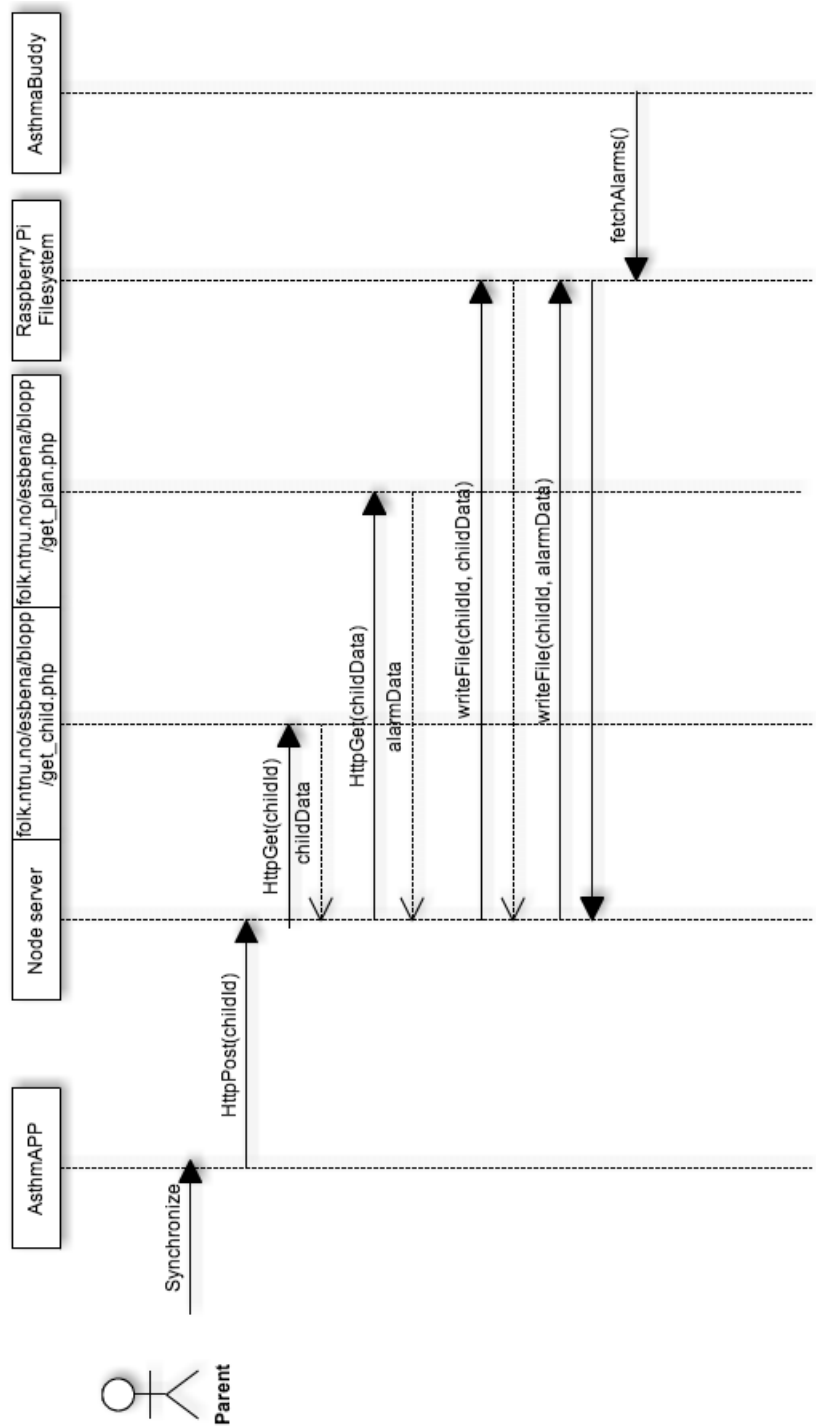 Parent
AsthmAPP
Node server
folk.ntnu.no/esbena/blopp
/get_child.php
folk.ntnu.no/esbena/blopp
/get_plan.php
Raspberry Pi
Filesystem
AsthmaBuddy
Synchronize
HttpPost(childId)
HttpGet(childId)
childData
HttpGet(childData)
alarmData
writeFile(childId, childData)
writeFile(childId, alarmData)
fetchAlarms()